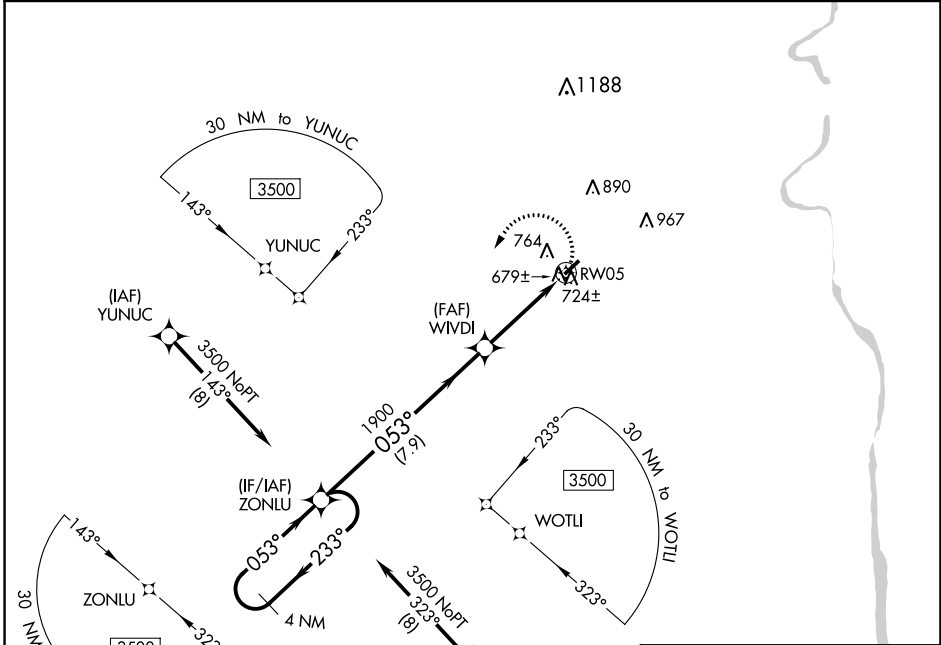 1188
30 NM to YUNUC
3500
143°
233°
YUNUC
890
967
764
679±
RW05
724±
(IAF)
YUNUC
3500 NoPT
143°
(8)
(FAF)
WIVDI
1900
053°
(7.9)
(IF/IAF)
ZONLU
053°
233°
4 NM
233°
30 NM to WOTLI
3500
WOTLI
323°
3500 NoPT
323°
(8)
143°
ZONLU
30 NM